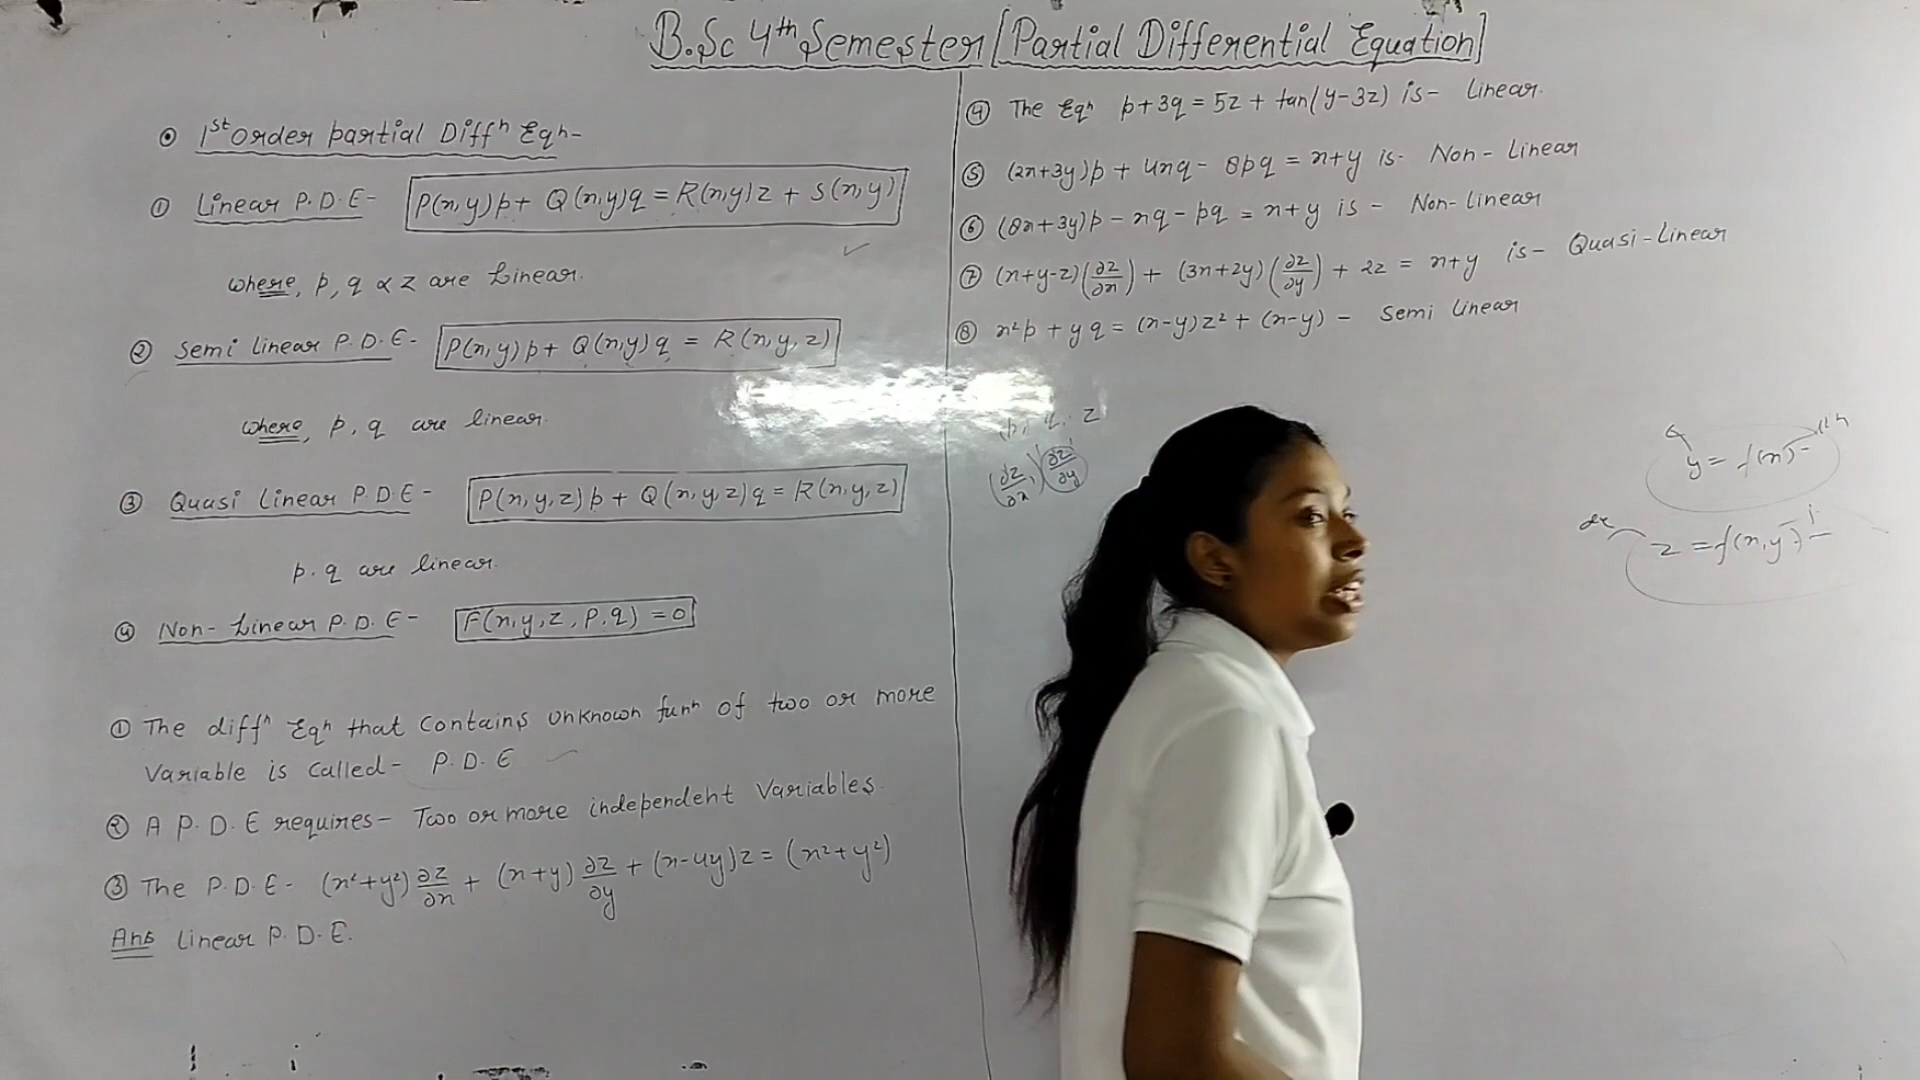 B.Sc 4th Semester [Partial Differential Equation]
⊙ 1st Order partial Diffⁿ Eqⁿ-
① Linear P.D.E- P(x,y)p + Q(x,y)q = R(x,y)z + S(x,y)
where, p, q & z are Linear.
② Semi linear P.D.E- P(x,y)p + Q(x,y)q = R(x,y,z)
where, p, q are linear.
③ Quasi Linear P.D.E- P(x,y,z)p + Q(x,y,z)q = R(x,y,z)
p.q are linear.
④ Non-Linear P.D.E- F(x,y,z,P,q) = 0
① The diffⁿ Eqⁿ that Contains Unknown funⁿ of two or more
Variable is Called- P.D.E
② A P.D.E requires- Two or more independent Variables.
③ The P.D.E- (x²+y²) ∂z/∂x + (x+y) ∂z/∂y + (x-4y)z = (x²+y²)
Ans Linear P.D.E.
④ The Eqⁿ p+3q = 5z + tan(y-3z) is- Linear.
⑤ (2x+3y)p + 4xq - 8pq = x+y is- Non-Linear
⑥ (8x+3y)p - xq - pq = x+y is- Non-Linear
⑦ (x+y-z)(∂z/∂x) + (3x+2y)(∂z/∂y) + 2z = x+y is- Quasi-Linear
⑧ x²p + yq = (x-y)z² + (x-y) - Semi Linear
p, q, z
(∂z/∂x) (∂z/∂y)
y = f(x)
z = f(x,y)